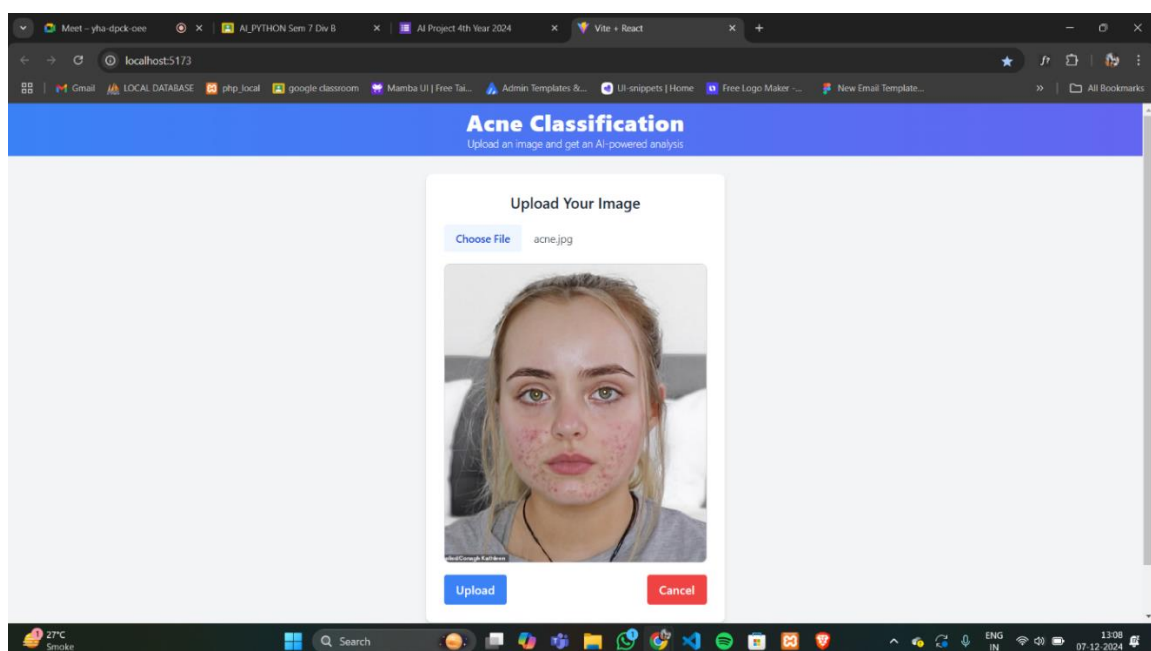 Meet – yha-dpck-oee
AI_PYTHON Sem 7 Div B
AI Project 4th Year 2024
Vite + React
localhost:5173
Gmail
LOCAL DATABASE
php_local
google classroom
Mamba UI | Free Tai...
Admin Templates &...
UI-snippets | Home
Free Logo Maker -...
New Email Template...
All Bookmarks
Acne Classification
Upload an image and get an AI-powered analysis
Upload Your Image
Choose File acne.jpg
Upload
Cancel
27°C
Smoke
Search
ENG
IN
13:08
07-12-2024